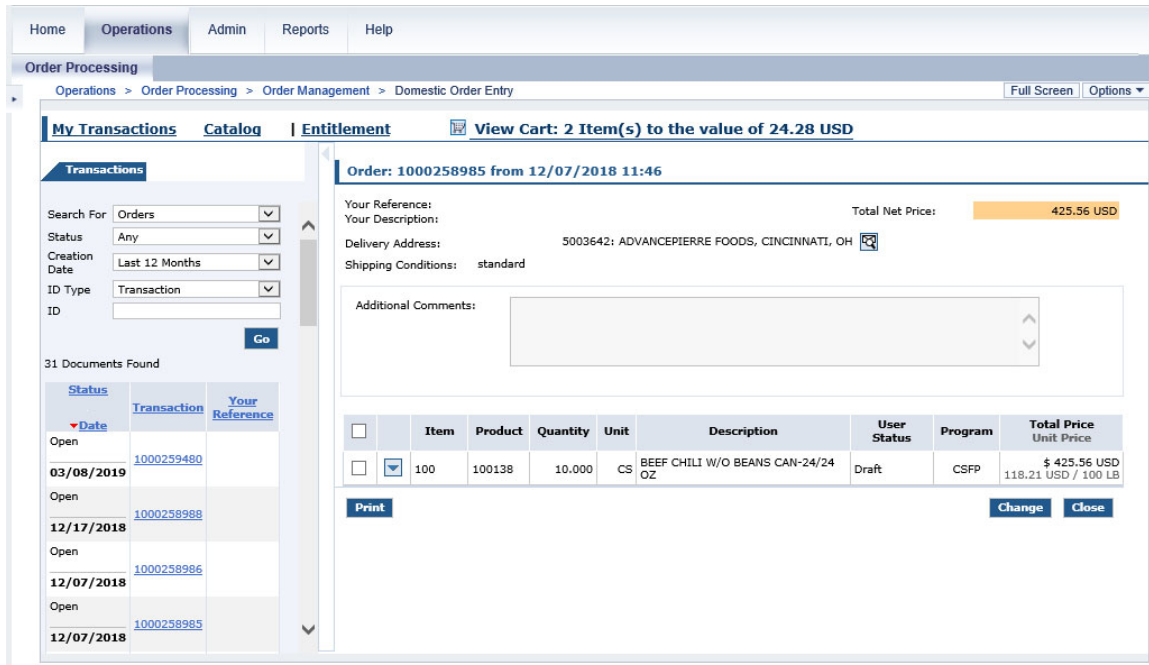 Home Operations Admin Reports Help
Order Processing
Operations > Order Processing > Order Management > Domestic Order Entry
Full Screen Options
My Transactions Catalog | Entitlement View Cart: 2 Item(s) to the value of 24.28 USD
Transactions
Search For Orders
Status Any
Creation Date Last 12 Months
ID Type Transaction
ID
Go
31 Documents Found
Status Date Transaction Your Reference
Open
03/08/2019 1000259480
Open
12/17/2018 1000258988
Open
12/07/2018 1000258986
Open
12/07/2018 1000258985
Order: 1000258985 from 12/07/2018 11:46
Your Reference:
Your Description:
Total Net Price: 425.56 USD
Delivery Address: 5003642: ADVANCEPIERRE FOODS, CINCINNATI, OH
Shipping Conditions: standard
Additional Comments:
Item Product Quantity Unit Description User Status Program Total Price Unit Price
100 100138 10.000 CS BEEF CHILI W/O BEANS CAN-24/24 OZ Draft CSFP $ 425.56 USD
118.21 USD / 100 LB
Print Change Close